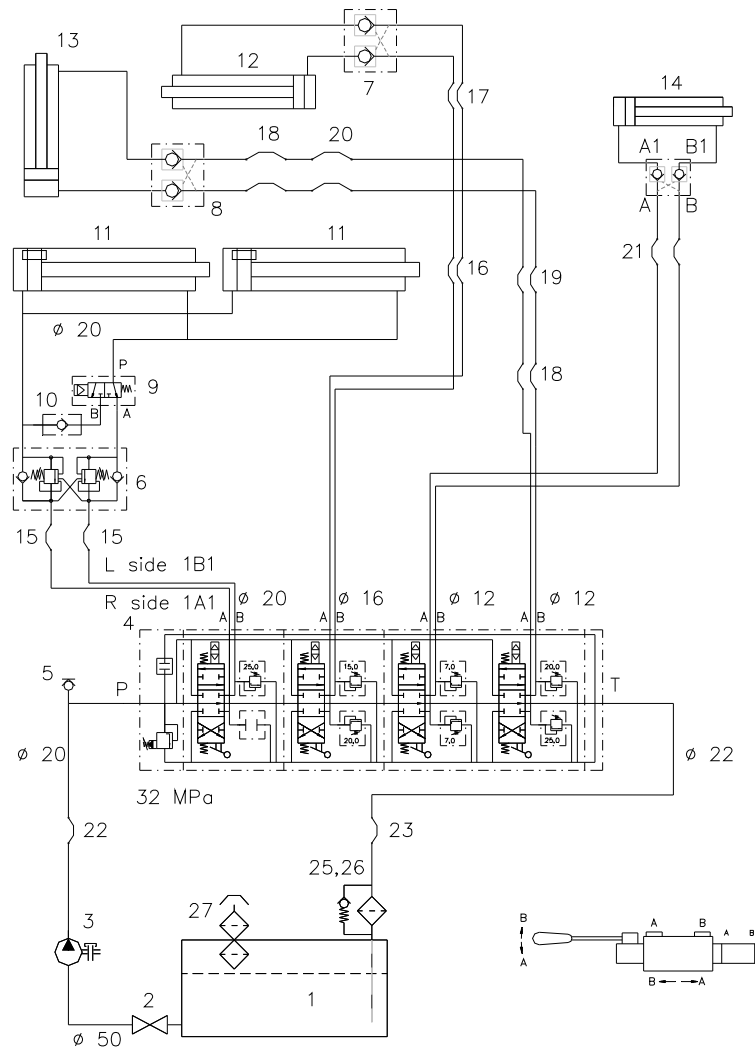 13
12
7
17
14
18 20
A1 B1
8
A B
11 11
21
16
19
ø 20
P
9
18
10
B A
6
15 15
L side 1B1
R side 1A1
ø 20 ø 16 ø 12 ø 12
4 A B A B A B A B
25,0 15,0 7,0 20,0
5
P T
20,0 7,0 25,0
ø 20 ø 22
32 MPa
22 23
25,26
27
3
B A B A B
A
2 1
B A
ø 50